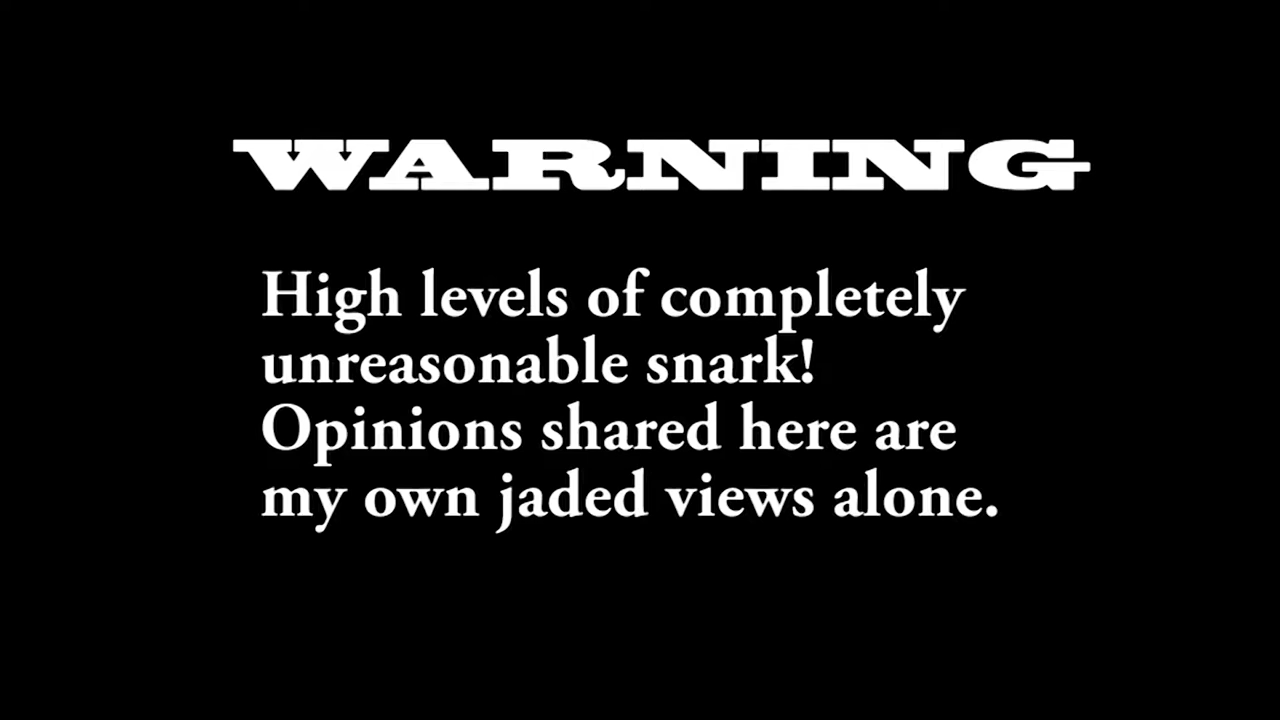 WARNING
High levels of completely
unreasonable snark!
Opinions shared here are
my own jaded views alone.